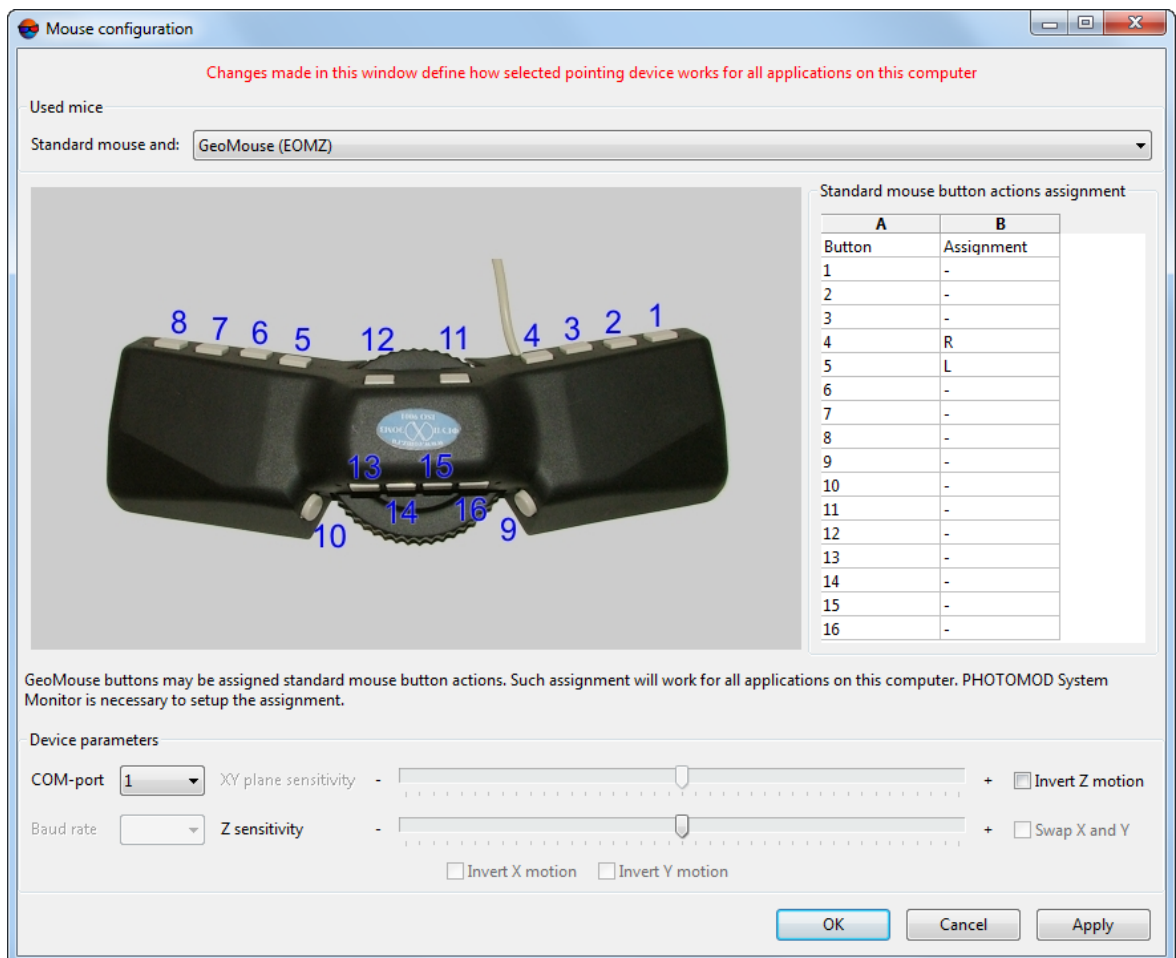 Mouse configuration
Changes made in this window define how selected pointing device works for all applications on this computer
Used mice
Standard mouse and: GeoMouse (EOMZ)
Standard mouse button actions assignment
A B
Button Assignment
1 -
2 -
3 -
4 R
5 L
6 -
7 -
8 -
9 -
10 -
11 -
12 -
13 -
14 -
15 -
16 -
8 7 6 5 12 11 4 3 2 1
13 15
10 14 16 9
GeoMouse buttons may be assigned standard mouse button actions. Such assignment will work for all applications on this computer. PHOTOMOD System
Monitor is necessary to setup the assignment.
Device parameters
COM-port 1 XY plane sensitivity - + Invert Z motion
Baud rate Z sensitivity - + Swap X and Y
Invert X motion Invert Y motion
OK Cancel Apply